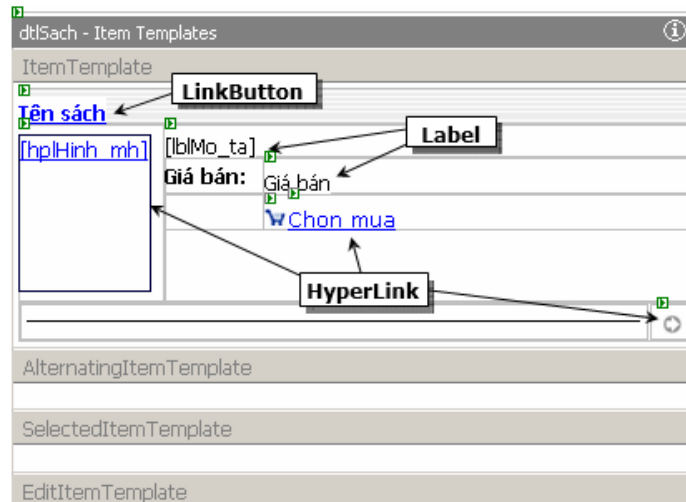 dtlSach - Item Templates
ItemTemplate
LinkButton
Tên sách
[hplHinh_mh]
[lblMo_ta]
Label
Giá bán:
Giá bán
Chon mua
HyperLink
AlternatingItemTemplate
SelectedItemTemplate
EditItemTemplate